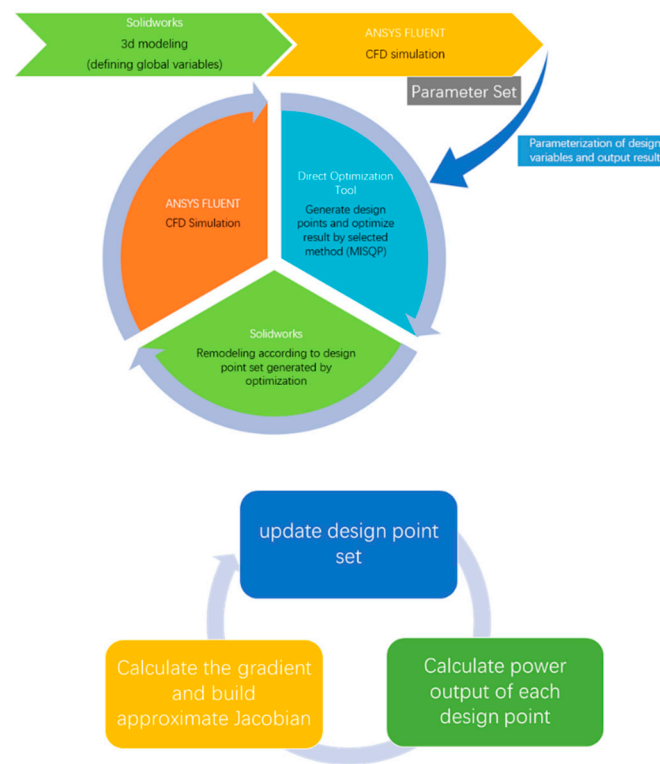 Solidworks
3d modeling
(defining global variables)
ANSYS FLUENT
CFD simulation
Parameter Set
Parameterization of design
variables and output result
Direct Optimization
Tool
Generate design
points and optimize
result by selected
method (MISQP)
ANSYS FLUENT
CFD Simulation
Solidworks
Remodeling according to design
point set generated by
optimization
update design point
set
Calculate the gradient
and build
approximate Jacobian
Calculate power
output of each
design point